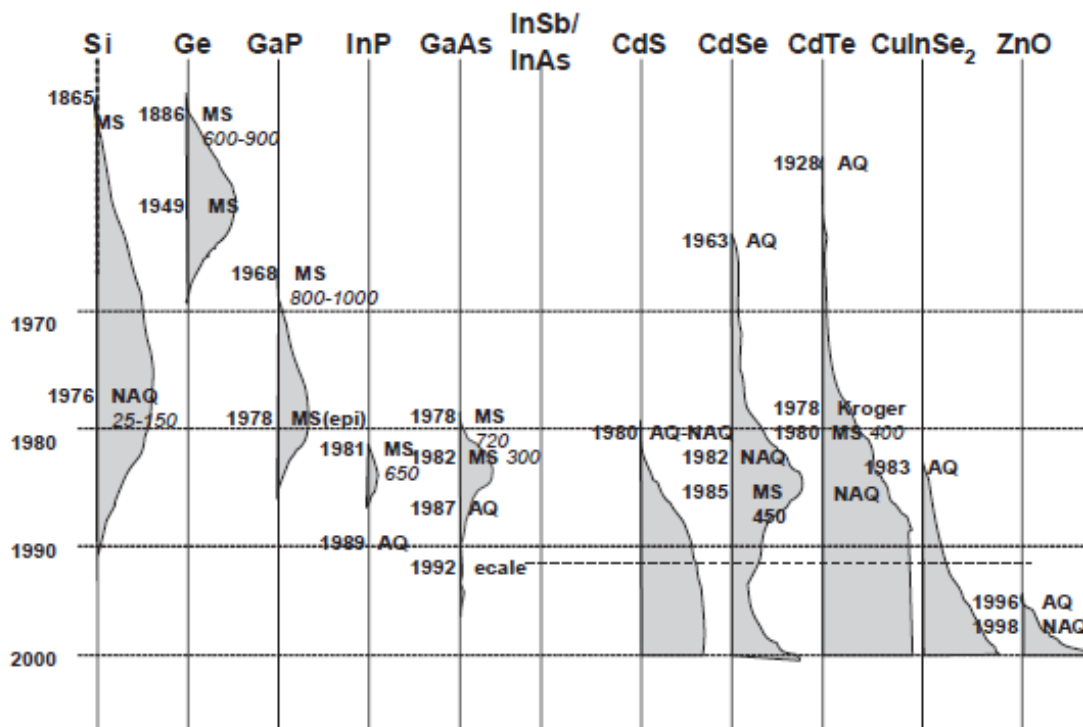 InSb/
Si Ge GaP InP GaAs InAs CdS CdSe CdTe CuInSe2 ZnO
1865
MS
1886 MS
600-900
1928 AQ
1949 MS
1963 AQ
1968 MS
800-1000
1970
1976 NAQ
25-150
1978 MS(epi)
1978 MS
720
1978 Kroger
1980
1980 AQ-NAQ
1980 MS 400
1981 MS
650
1982 MS 300
1982 NAQ
1983 AQ
1985 MS
450
NAQ
1987 AQ
1989 AQ
1990
1992 ecale
1996 AQ
1998 NAQ
2000